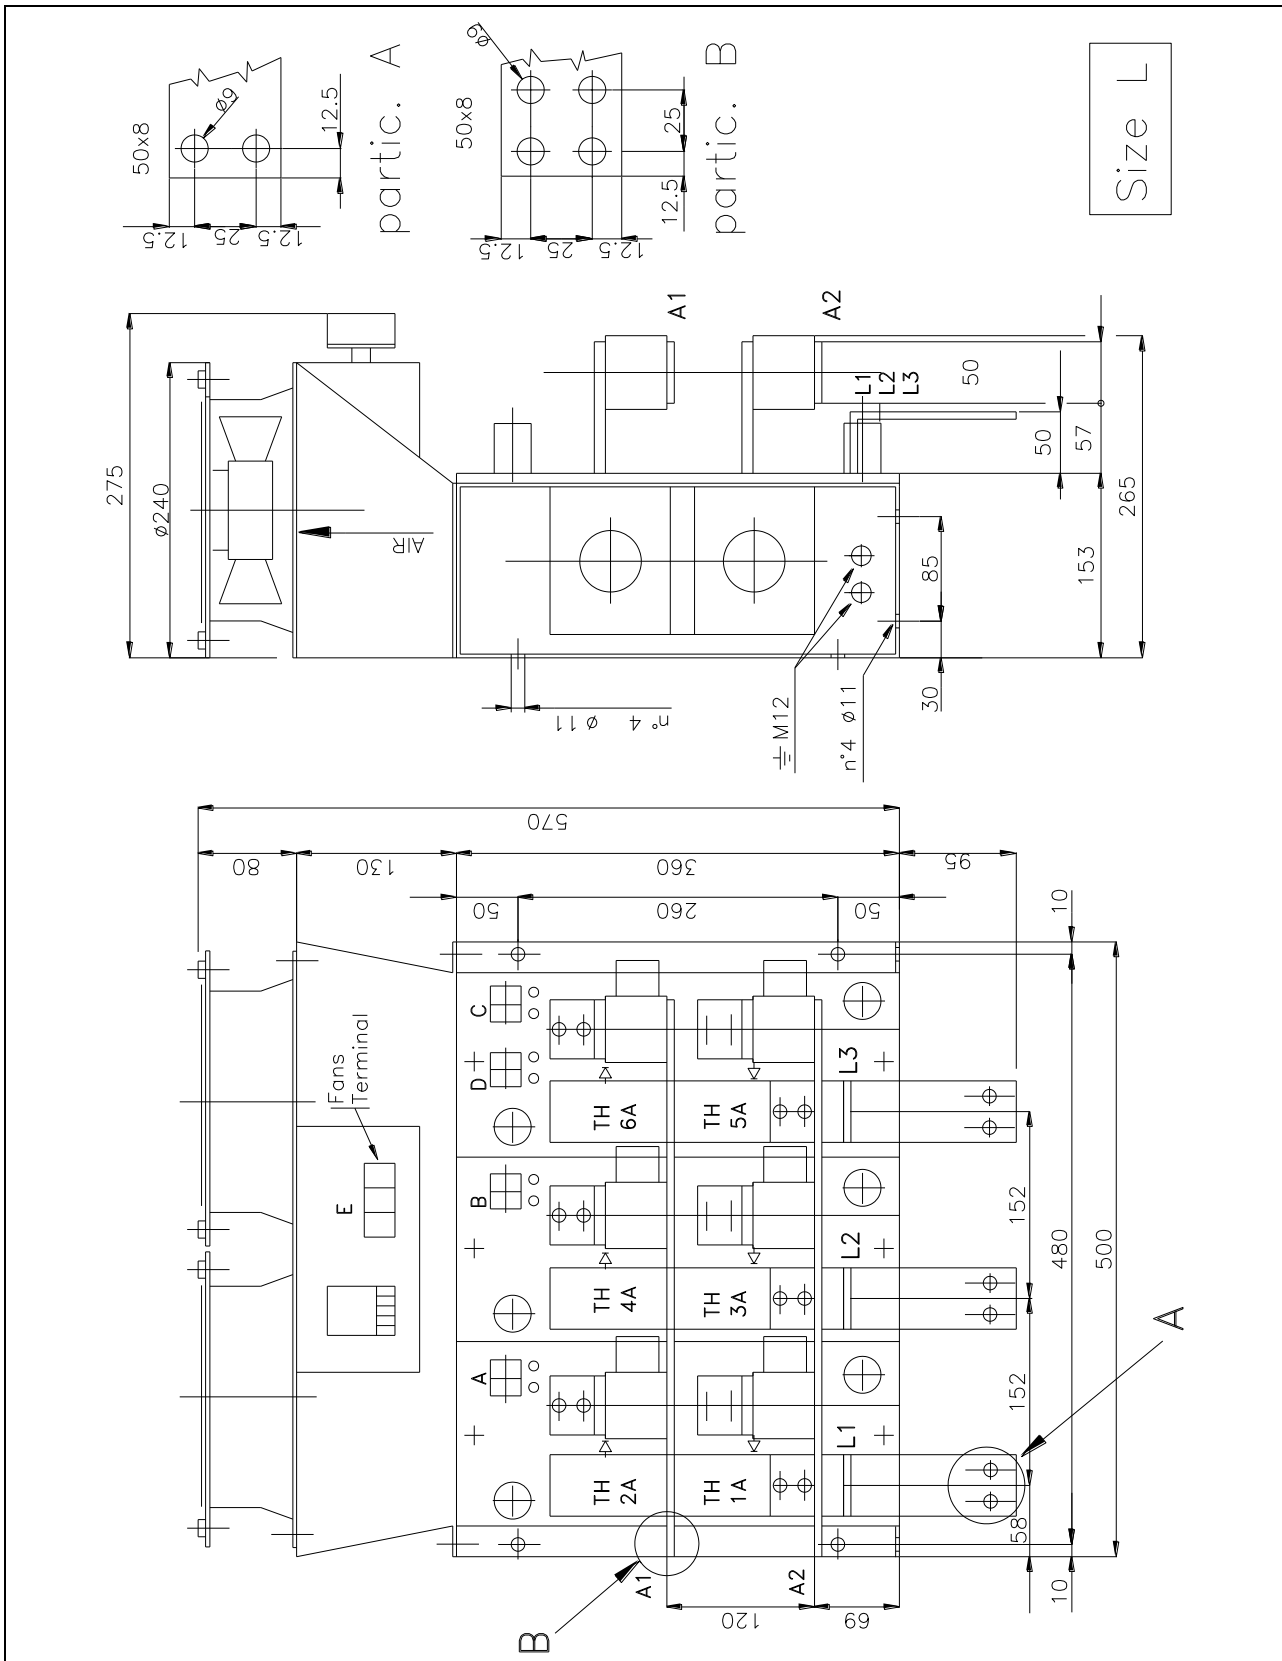 50x8
ø9
12.5
25
12.5
12.5
partic. A
ø9
50x8
12.5
25
12.5
12.5
25
partic. B
Size L
275
ø240
AIR
A1
A2
L1
L2
L3
50
50
57
265
153
85
30
n°4 ø11
M12
n°4 ø11
570
80
130
360
95
50
260
50
10
Fans
Terminal
E
C
D
B
A
TH
6A
TH
5A
L3
TH
4A
TH
3A
L2
TH
2A
TH
1A
L1
152
152
480
500
58
10
A
A1
A2
120
69
B